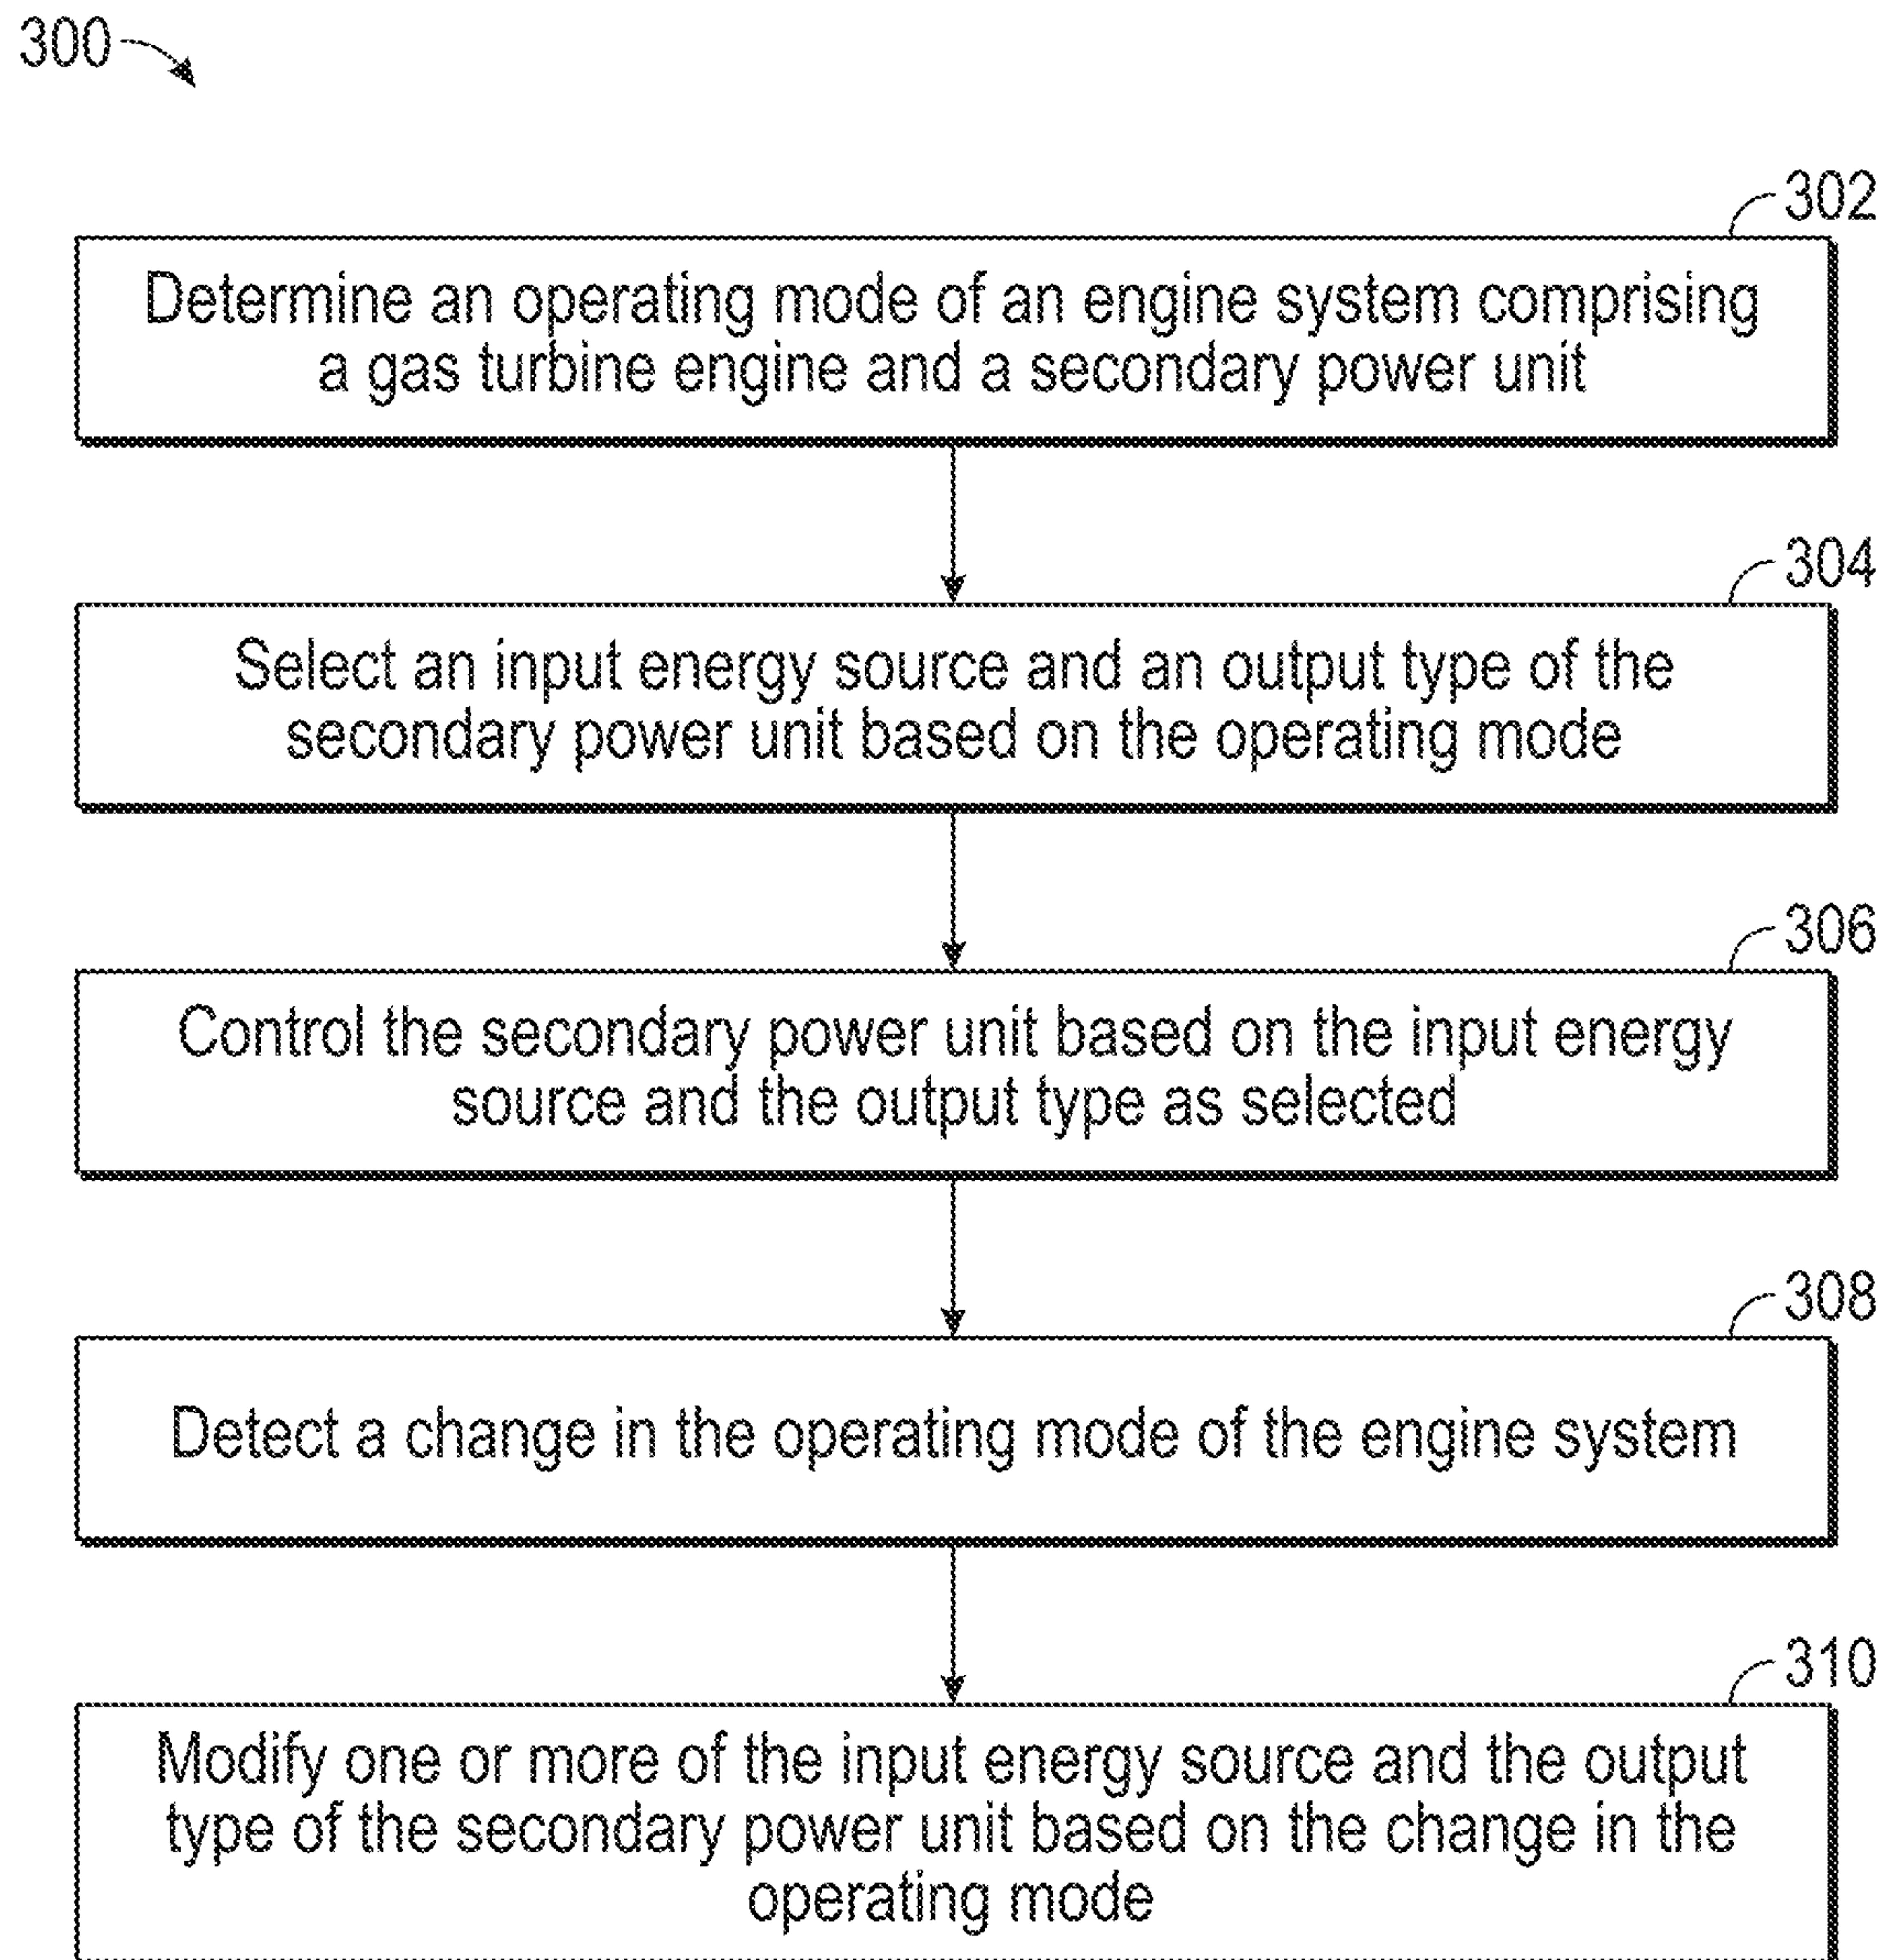 300
302
Determine an operating mode of an engine system comprising
a gas turbine engine and a secondary power unit
304
Select an input energy source and an output type of the
secondary power unit based on the operating mode
306
Control the secondary power unit based on the input energy
source and the output type as selected
308
Detect a change in the operating mode of the engine system
310
Modify one or more of the input energy source and the output
type of the secondary power unit based on the change in the
operating mode